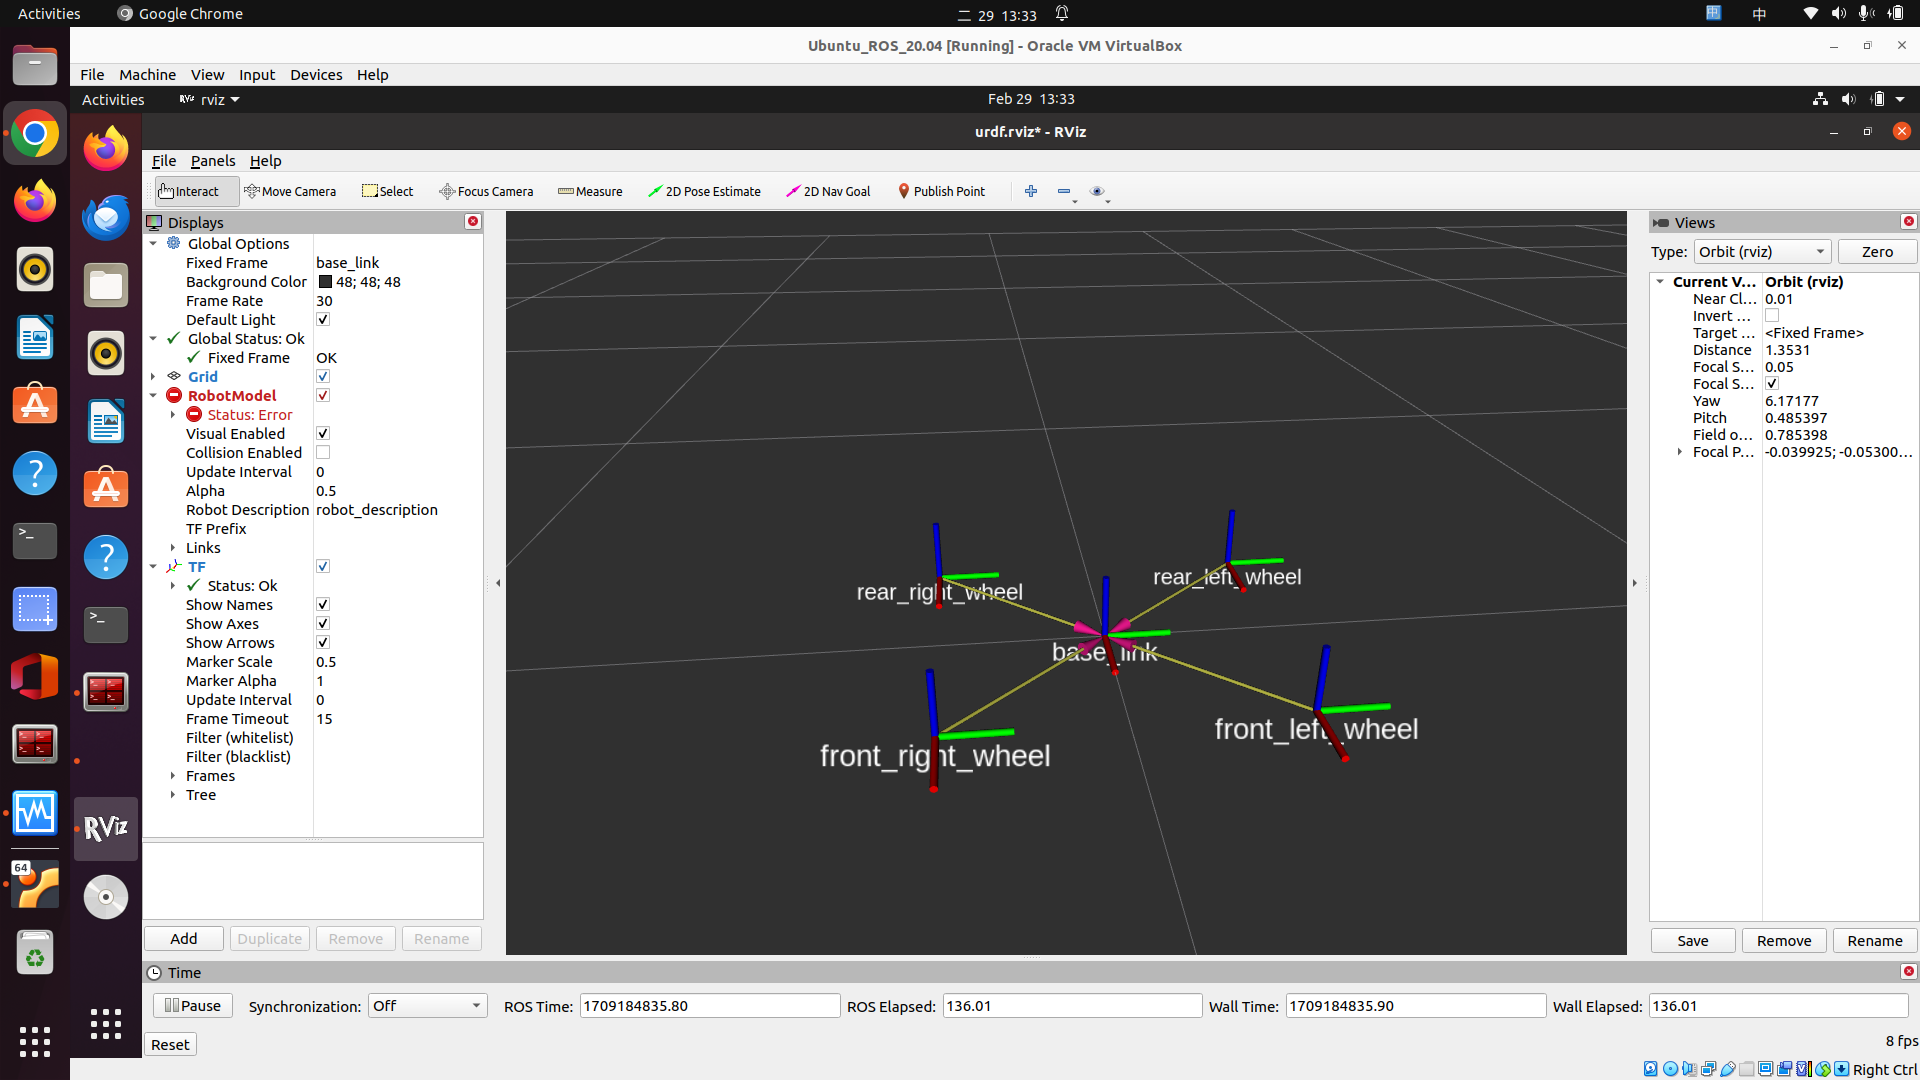 Activities Google Chrome 二 29 13:33 中
Ubuntu_ROS_20.04 [Running] - Oracle VM VirtualBox
File Machine View Input Devices Help
Activities rviz Feb 29 13:33
urdf.rviz* - RViz
File Panels Help
Interact Move Camera Select Focus Camera Measure 2D Pose Estimate 2D Nav Goal Publish Point
Displays
Global Options
Fixed Frame base_link
Background Color 48; 48; 48
Frame Rate 30
Default Light
Global Status: Ok
Fixed Frame OK
Grid
RobotModel
Status: Error
Visual Enabled
Collision Enabled
Update Interval 0
Alpha 0.5
Robot Description robot_description
TF Prefix
Links
TF
Status: Ok
Show Names
Show Axes
Show Arrows
Marker Scale 0.5
Marker Alpha 1
Update Interval 0
Frame Timeout 15
Filter (whitelist)
Filter (blacklist)
Frames
Tree
Add Duplicate Remove Rename
rear_right_wheel
rear_left_wheel
base_link
front_left_wheel
front_right_wheel
Views
Type: Orbit (rviz) Zero
Current V... Orbit (rviz)
Near Cl... 0.01
Invert ...
Target ... <Fixed Frame>
Distance 1.3531
Focal S... 0.05
Focal S...
Yaw 6.17177
Pitch 0.485397
Field o... 0.785398
Focal P... -0.039925; -0.05300...
Save Remove Rename
RViz
64
Time
Pause Synchronization: Off ROS Time: 1709184835.80 ROS Elapsed: 136.01 Wall Time: 1709184835.90 Wall Elapsed: 136.01
Reset
8 fps
Right Ctrl